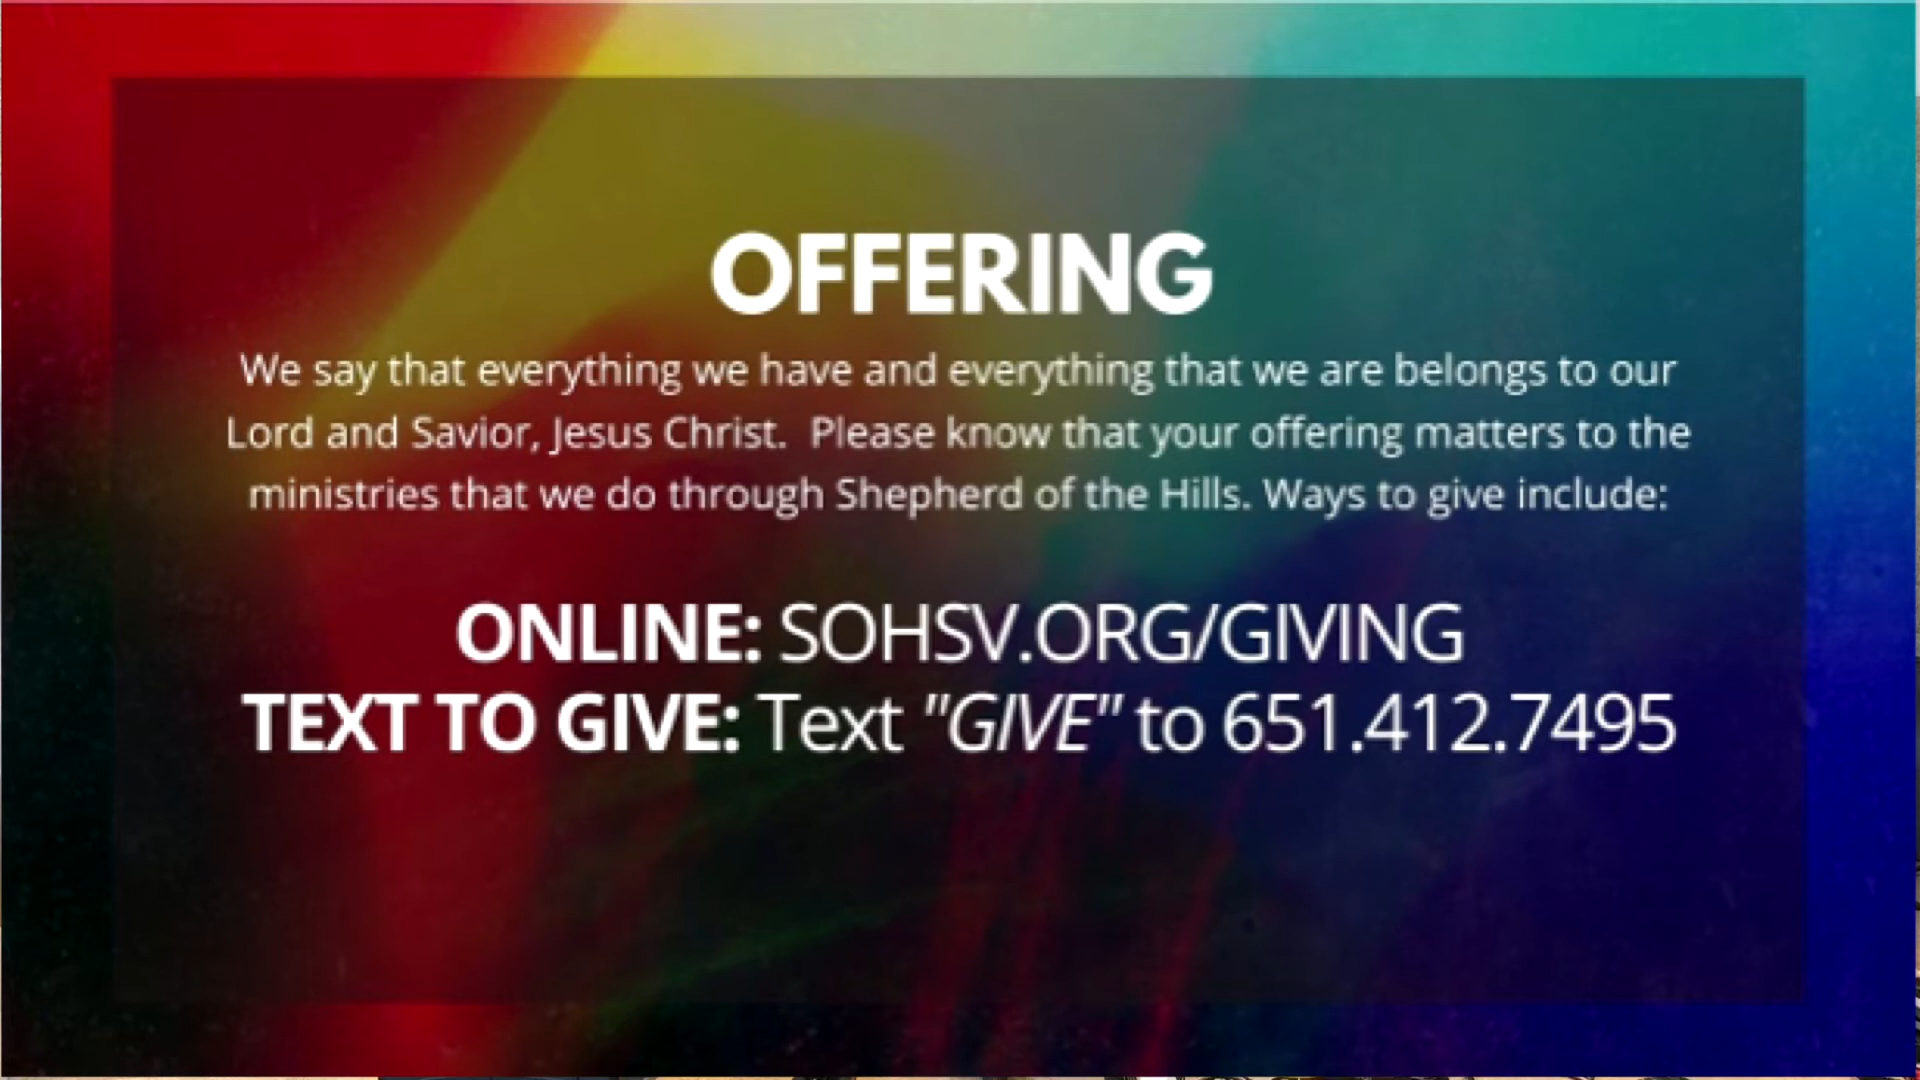 OFFERING
We say that everything we have and everything that we are belongs to our
Lord and Savior, Jesus Christ.  Please know that your offering matters to the
ministries that we do through Shepherd of the Hills. Ways to give include:
ONLINE: SOHSV.ORG/GIVING
TEXT TO GIVE: Text "GIVE" to 651.412.7495